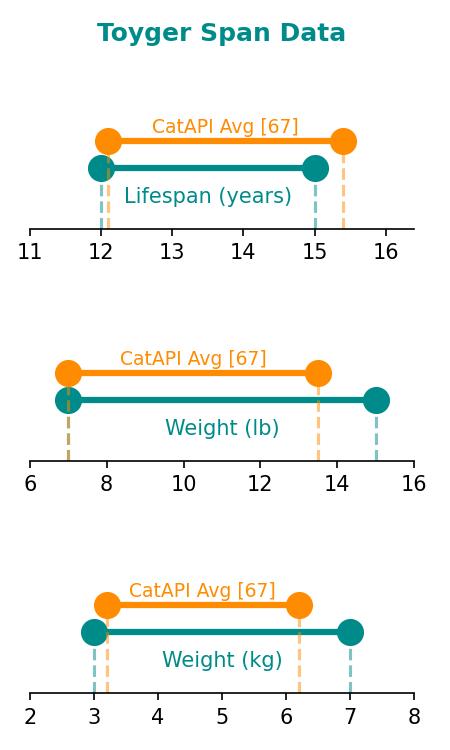 Toyger Span Data
CatAPI Avg [67]
Lifespan (years)
11 12 13 14 15 16
CatAPI Avg [67]
Weight (lb)
6 8 10 12 14 16
CatAPI Avg [67]
Weight (kg)
2 3 4 5 6 7 8